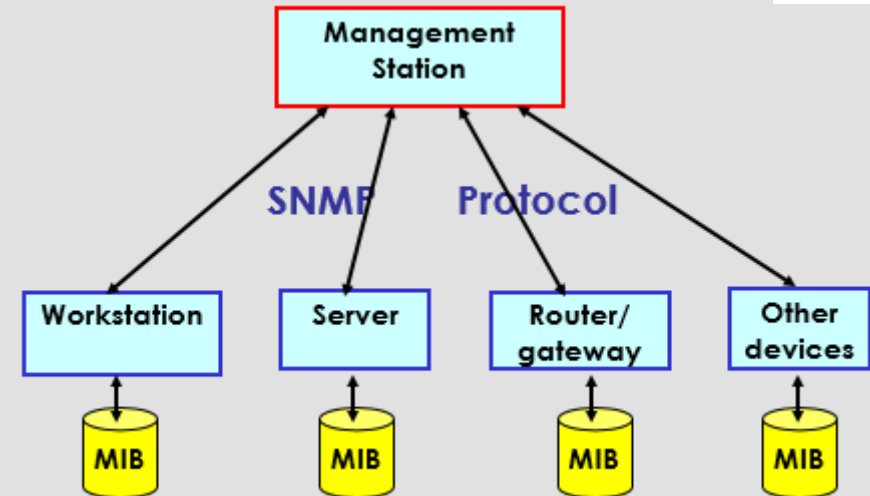 Management
Station
SNMP Protocol
Workstation
Server
Router/
gateway
Other
devices
MIB
MIB
MIB
MIB